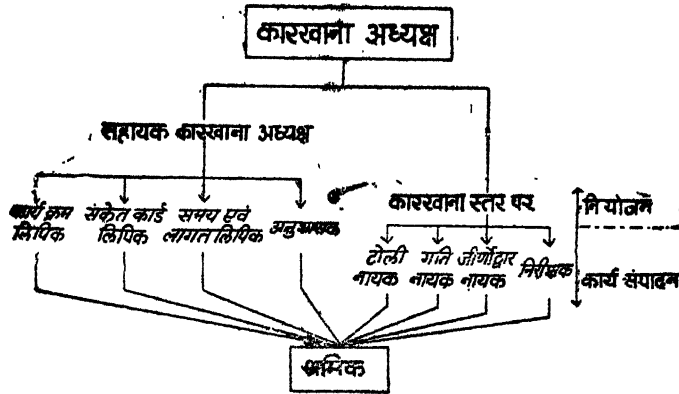 कारखाना अध्यक्ष
सहायक कारखाना अध्यक्ष
कार्य क्रम लिपिक
संकेत कार्ड लिपिक
समय एवं लागत लिपिक
कारखाना स्तर पर
टोली नायक
गति नायक
जीर्णोद्वार नायक
निरीक्षक
नियोजन
कार्य संपादन
श्रमिक